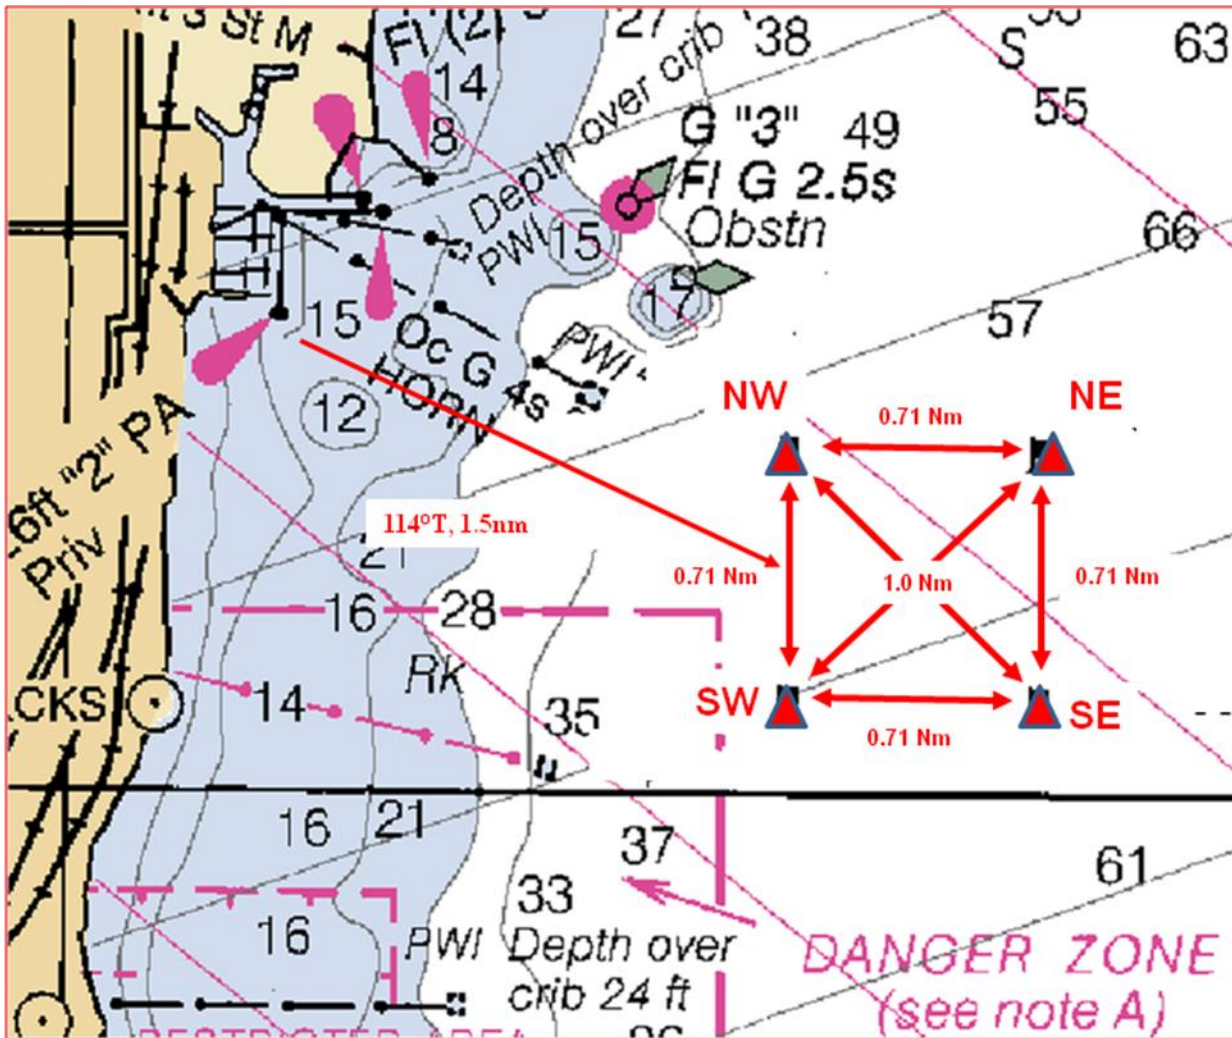 3 St M
Fl (2)
14
8
27
38
S
63
55
G "3" 49
Fl G 2.5s
Obstn
Depth over crib
PWI
15
17
66
57
15
Oc G 4s
HORN
PWI
12
6ft "2" PA
Priv
NW
NE
0.71 Nm
114°T, 1.5nm
21
0.71 Nm
1.0 Nm
0.71 Nm
16
28
RK
CKS
14
35
SW
SE
0.71 Nm
16
21
37
61
33
16
PWI Depth over
crib 24 ft
DANGER ZONE
(see note A)